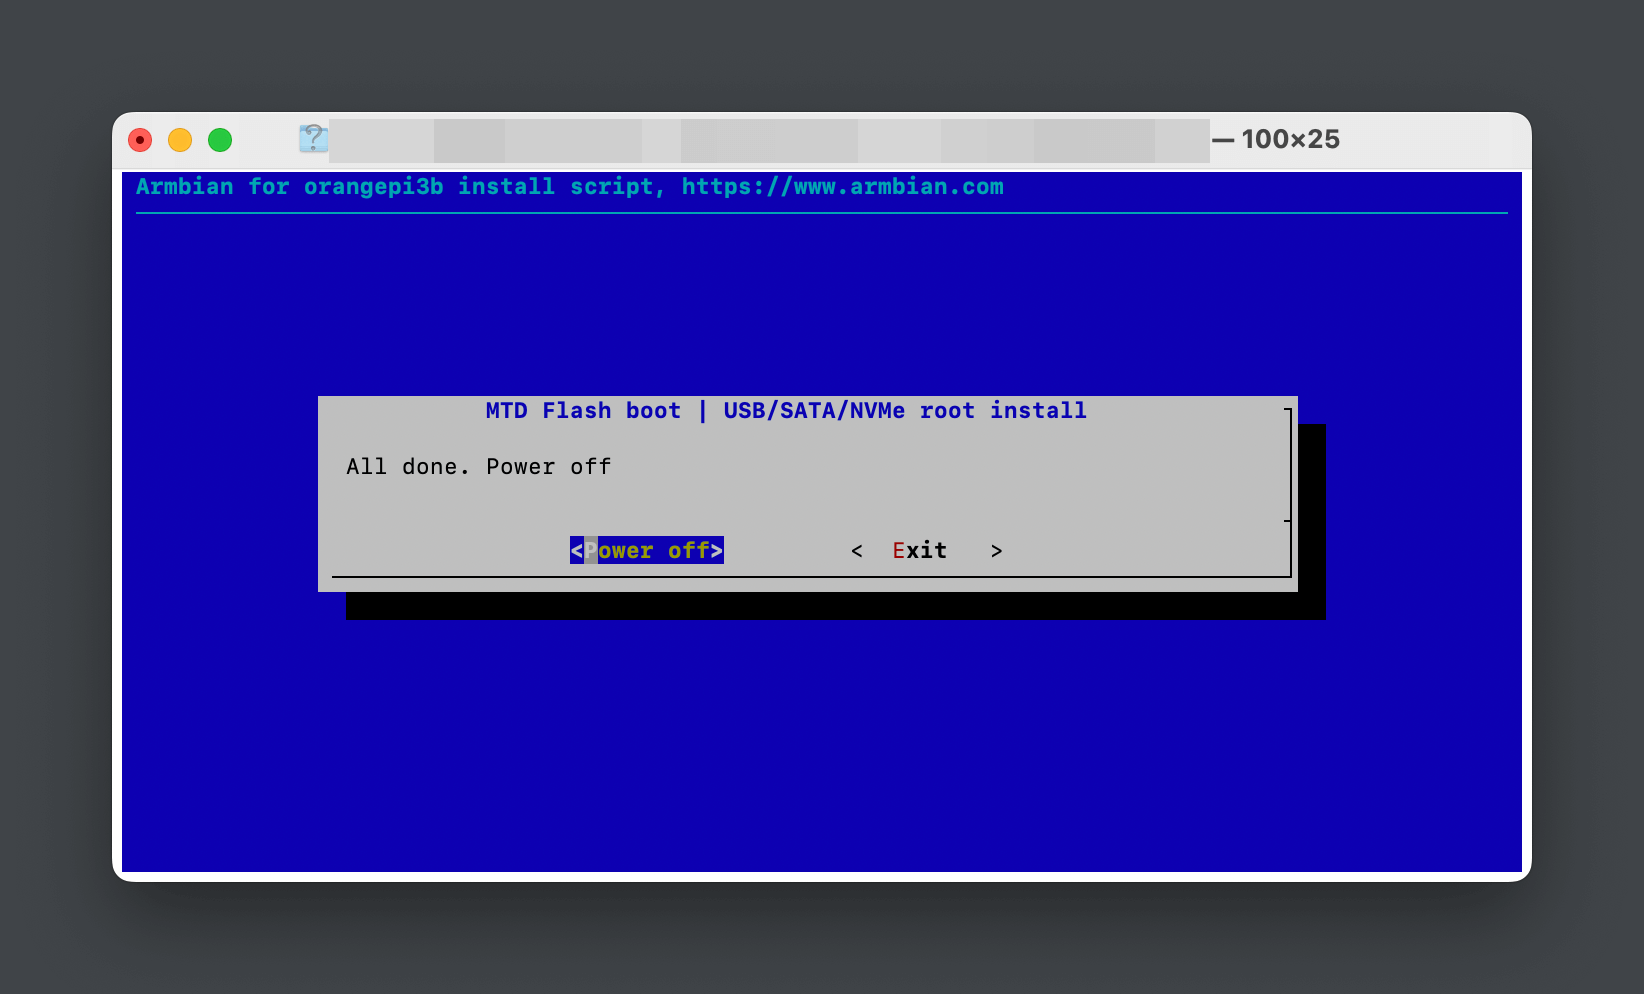 — 100×25
Armbian for orangepi3b install script, https://www.armbian.com
MTD Flash boot | USB/SATA/NVMe root install
All done. Power off
<Power off> < Exit >